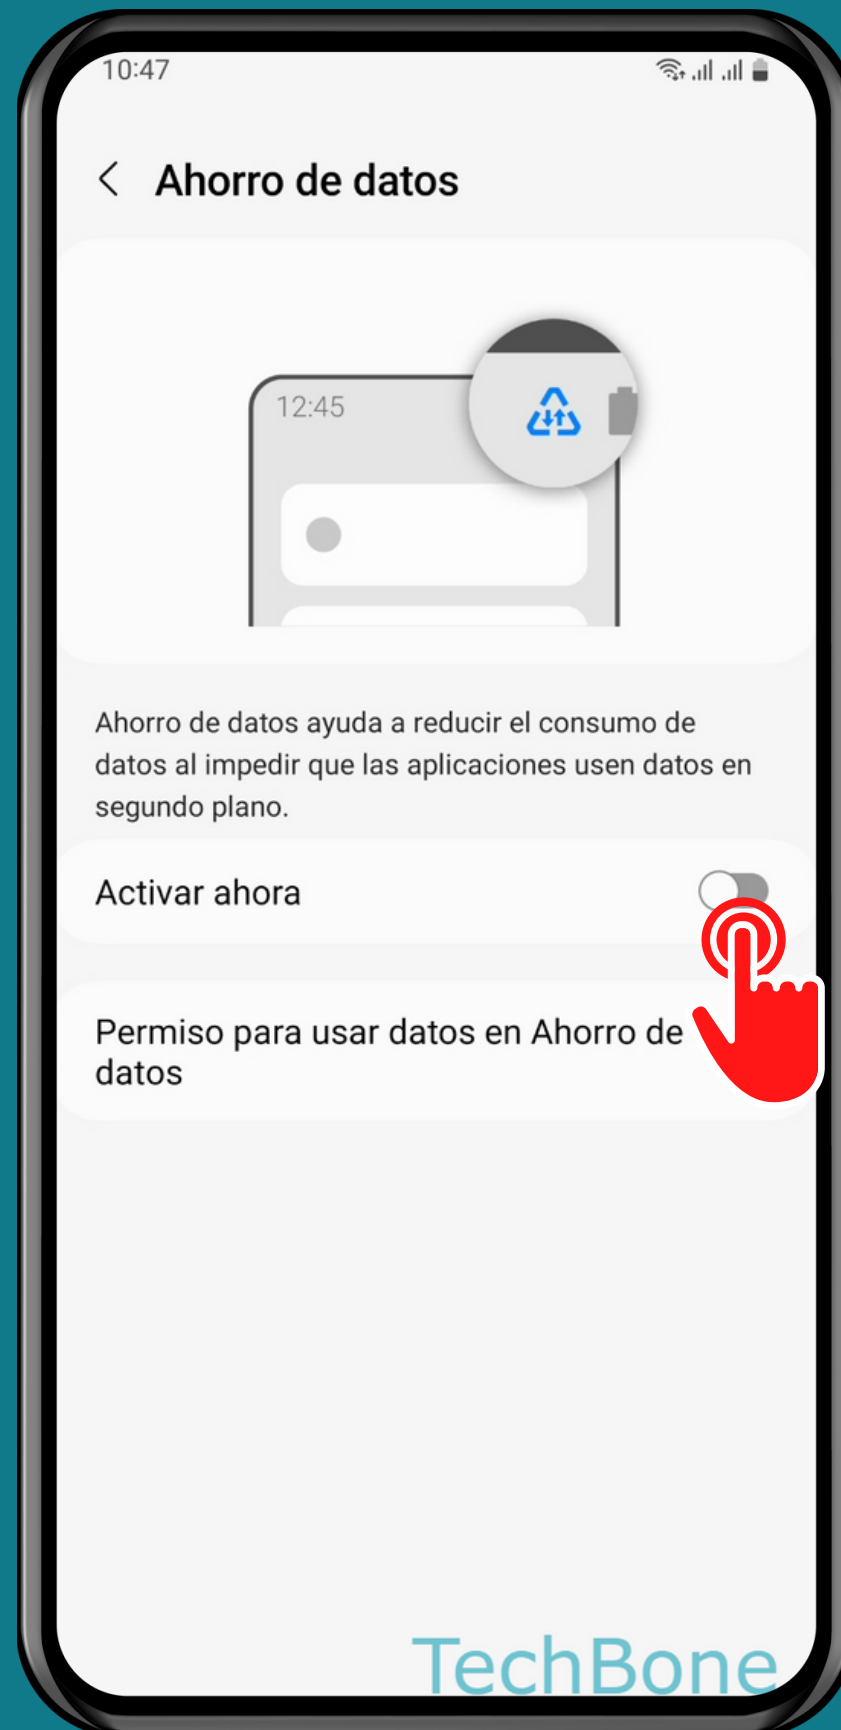 10:47
Ahorro de datos
12:45
Ahorro de datos ayuda a reducir el consumo de
datos al impedir que las aplicaciones usen datos en
segundo plano.
Activar ahora
Permiso para usar datos en Ahorro de
datos
TechBone